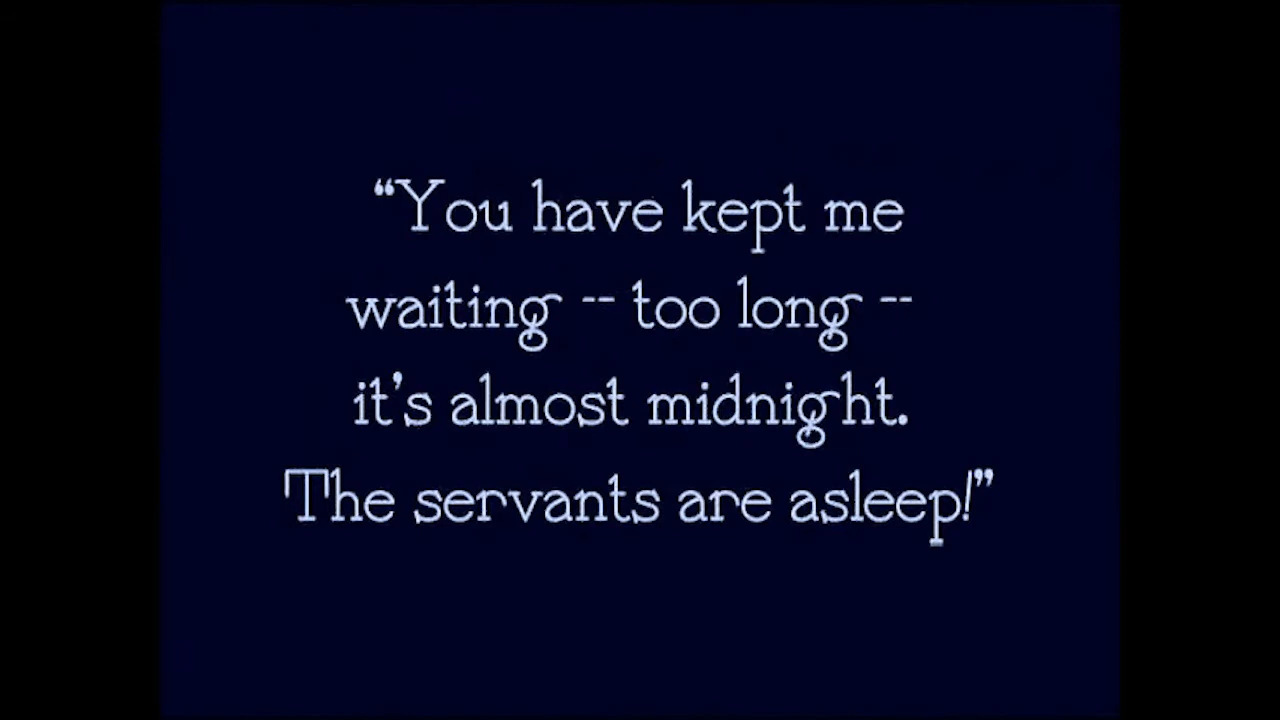 “You have kept me
waiting -- too long --
it's almost midnight.
The servants are asleep!”